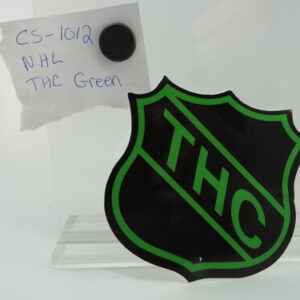 CS-1012
NHL
THC Green
THC